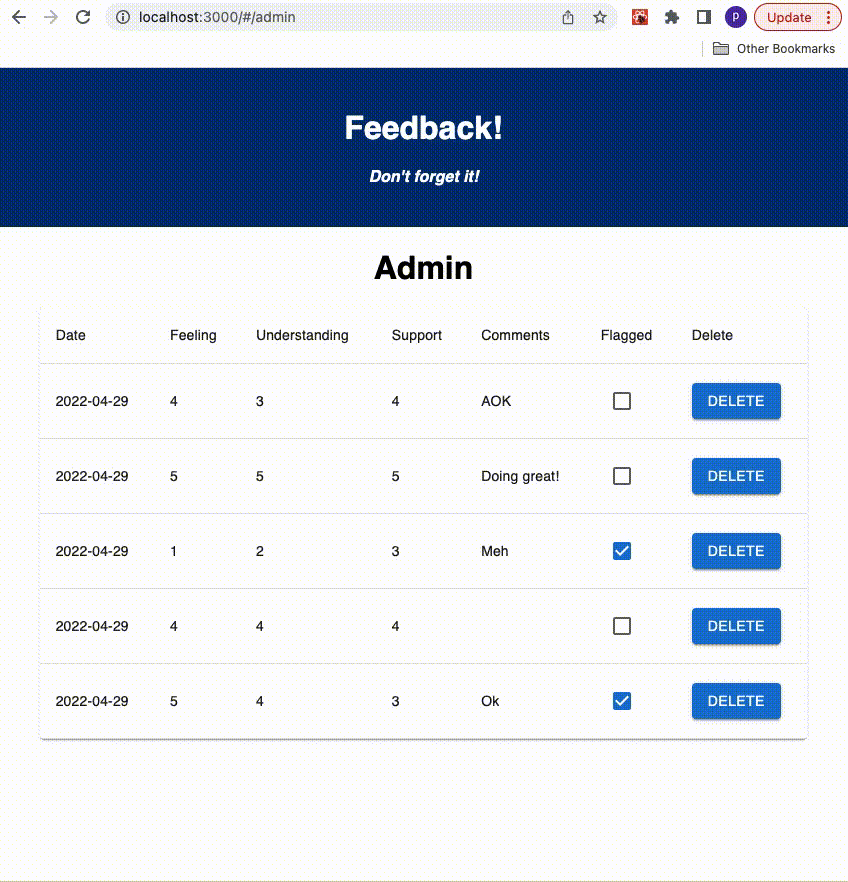 localhost:3000/#/admin
P
Update
Other Bookmarks
Feedback!
Don't forget it!
Admin
Date Feeling Understanding Support Comments Flagged Delete
2022-04-29 4 3 4 AOK DELETE
2022-04-29 5 5 5 Doing great! DELETE
2022-04-29 1 2 3 Meh DELETE
2022-04-29 4 4 4 DELETE
2022-04-29 5 4 3 Ok DELETE